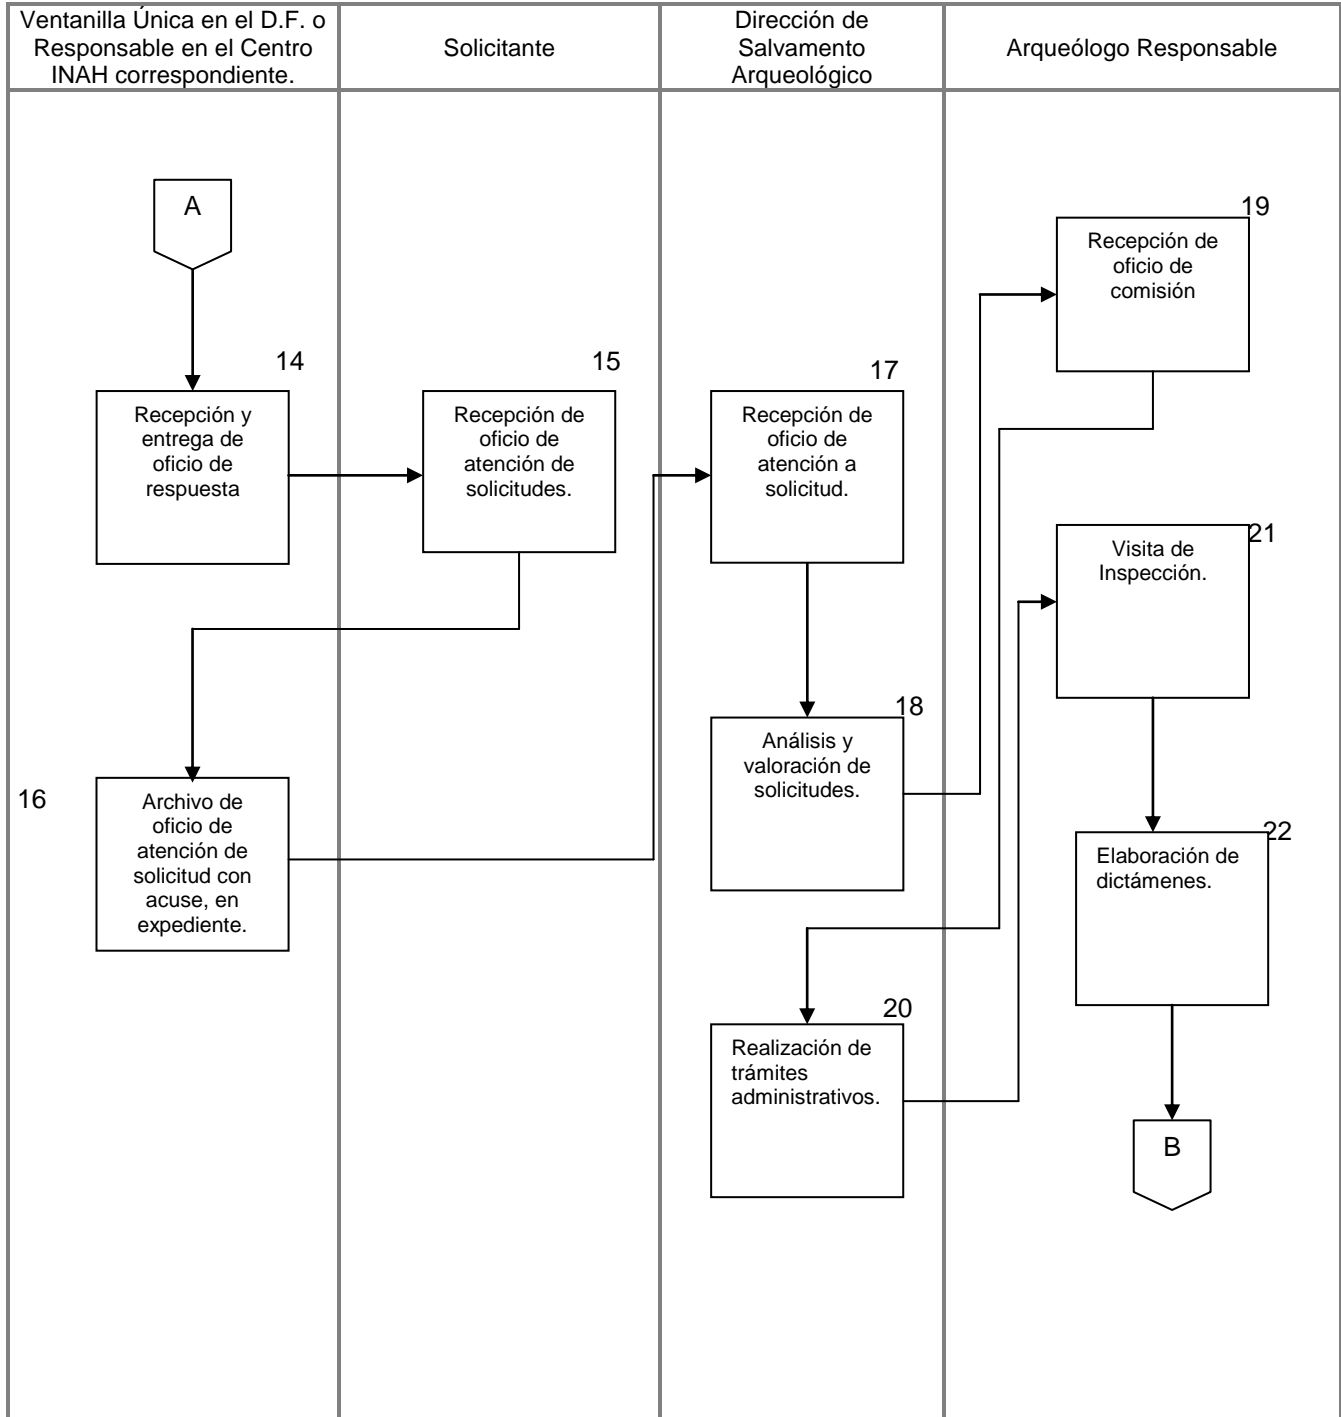 Ventanilla Única en el D.F. o
Responsable en el Centro
INAH correspondiente.
Solicitante
Dirección de
Salvamento
Arqueológico
Arqueólogo Responsable
A
14
Recepción y
entrega de
oficio de
respuesta
15
Recepción de
oficio de
atención de
solicitudes.
16
Archivo de
oficio de
atención de
solicitud con
acuse, en
expediente.
17
Recepción de
oficio de
atención a
solicitud.
18
Análisis y
valoración de
solicitudes.
19
Recepción de
oficio de
comisión
20
Realización de
trámites
administrativos.
21
Visita de
Inspección.
22
Elaboración de
dictámenes.
B